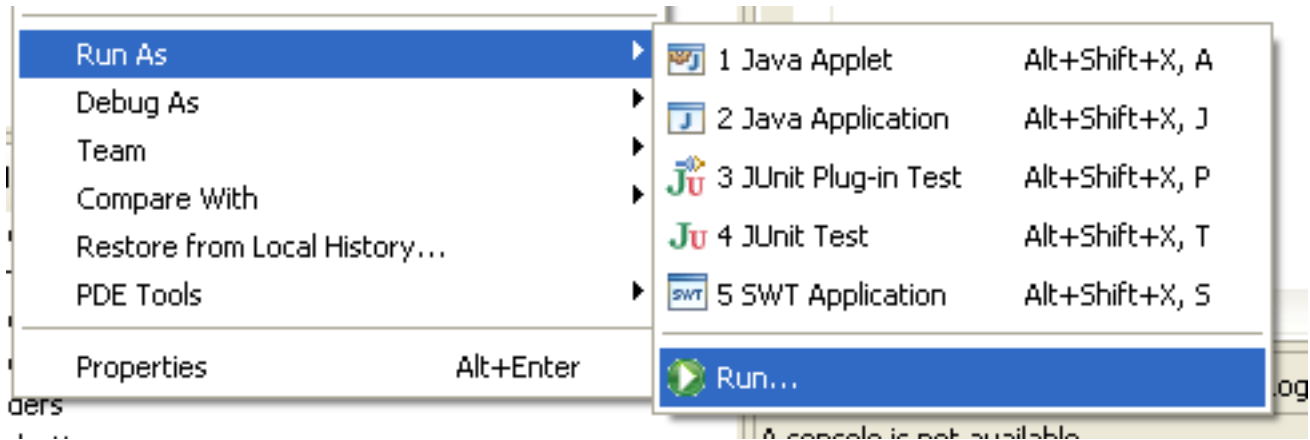 Run As
Debug As
Team
Compare With
Restore from Local History...
PDE Tools
Properties Alt+Enter
1 Java Applet Alt+Shift+X, A
2 Java Application Alt+Shift+X, J
3 JUnit Plug-in Test Alt+Shift+X, P
4 JUnit Test Alt+Shift+X, T
SWT 5 SWT Application Alt+Shift+X, S
Run...
A console is not available